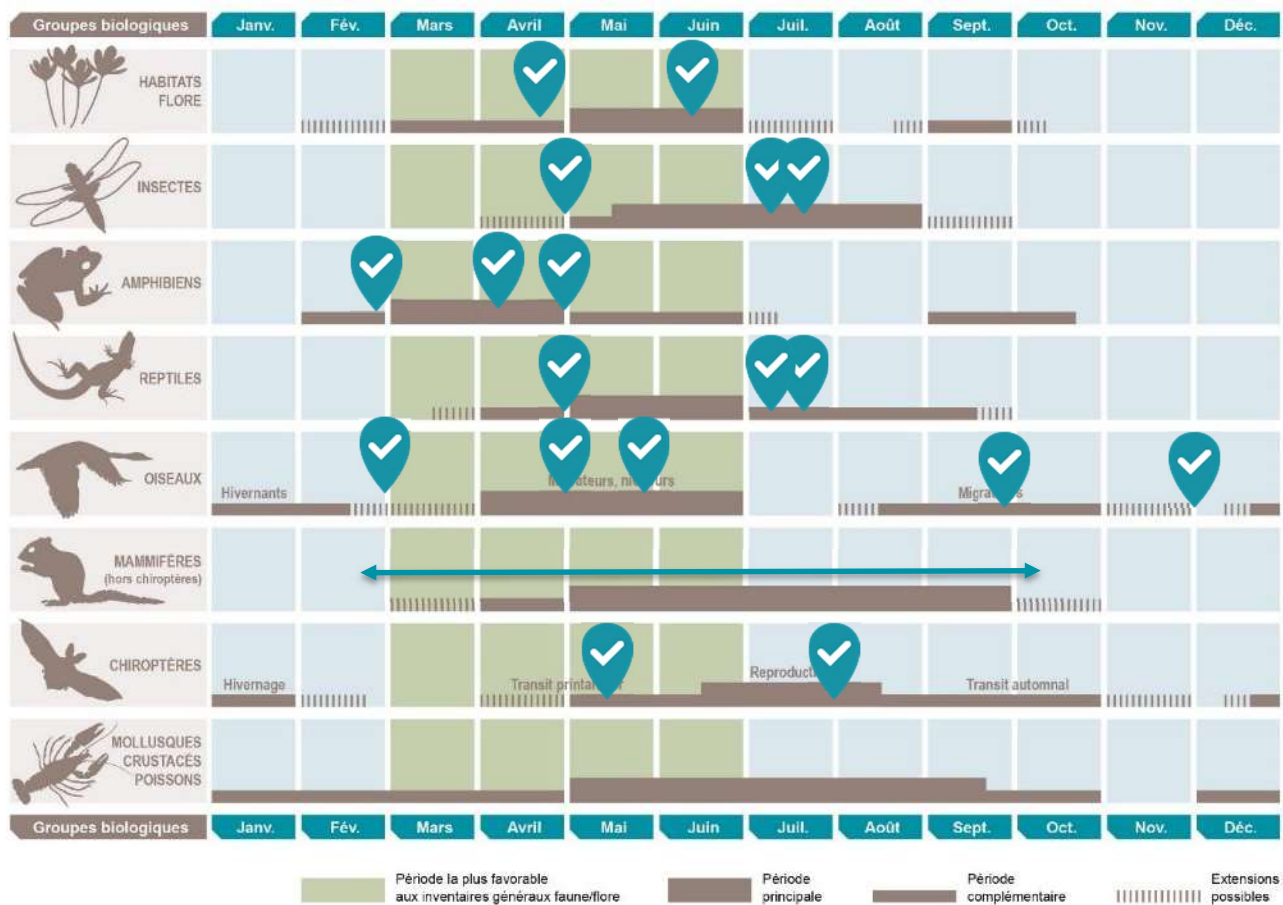 Groupes biologiques Janv. Fév. Mars Avril Mai Juin Juil. Août Sept. Oct. Nov. Déc.
HABITATS
FLORE
INSECTES
AMPHIBIENS
REPTILES
OISEAUX
Hivernants
Migrateurs, nicheurs
MAMMIFÈRES
(hors chiroptères)
CHIROPTÈRES
Hivernage
Transit
Transit automnal
MOLLUSQUES
CRUSTACÉS
POISSONS
Groupes biologiques Janv. Fév. Mars Avril Mai Juin Juil. Août Sept. Oct. Nov. Déc.
Période la plus favorable
aux inventaires généraux faune/flore
Période
principale
Période
complémentaire
Extensions
possibles